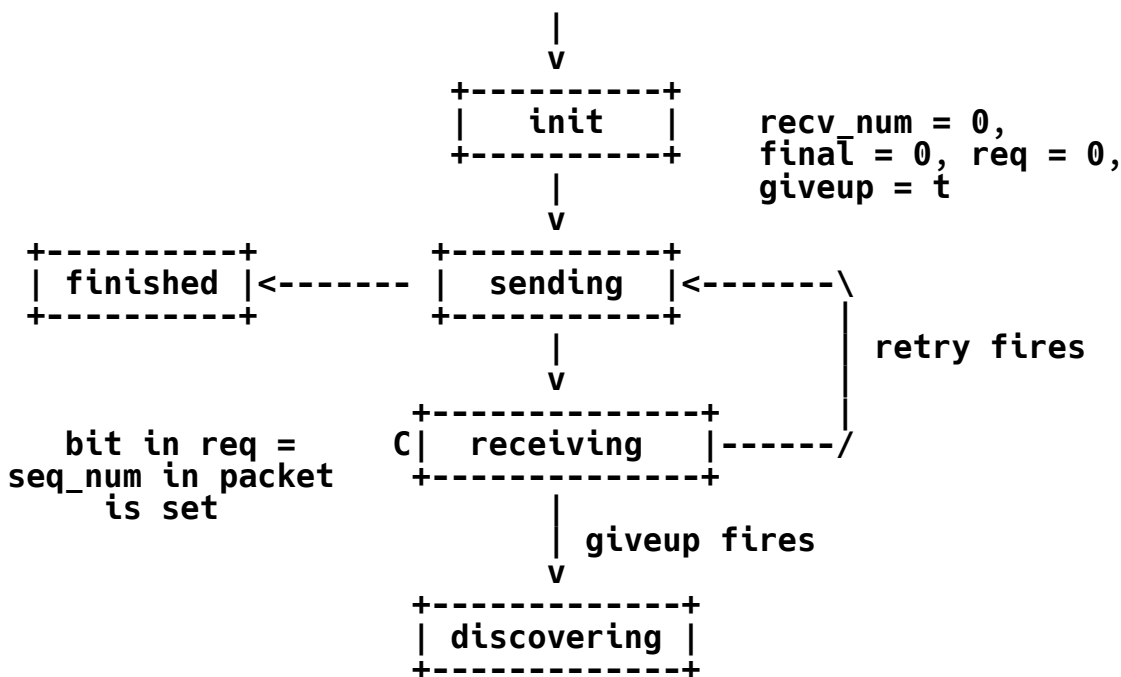 init
recv_num = 0,
final = 0, req = 0,
giveup = t
finished
sending
retry fires
bit in req =
seq_num in packet
is set
C
receiving
giveup fires
discovering